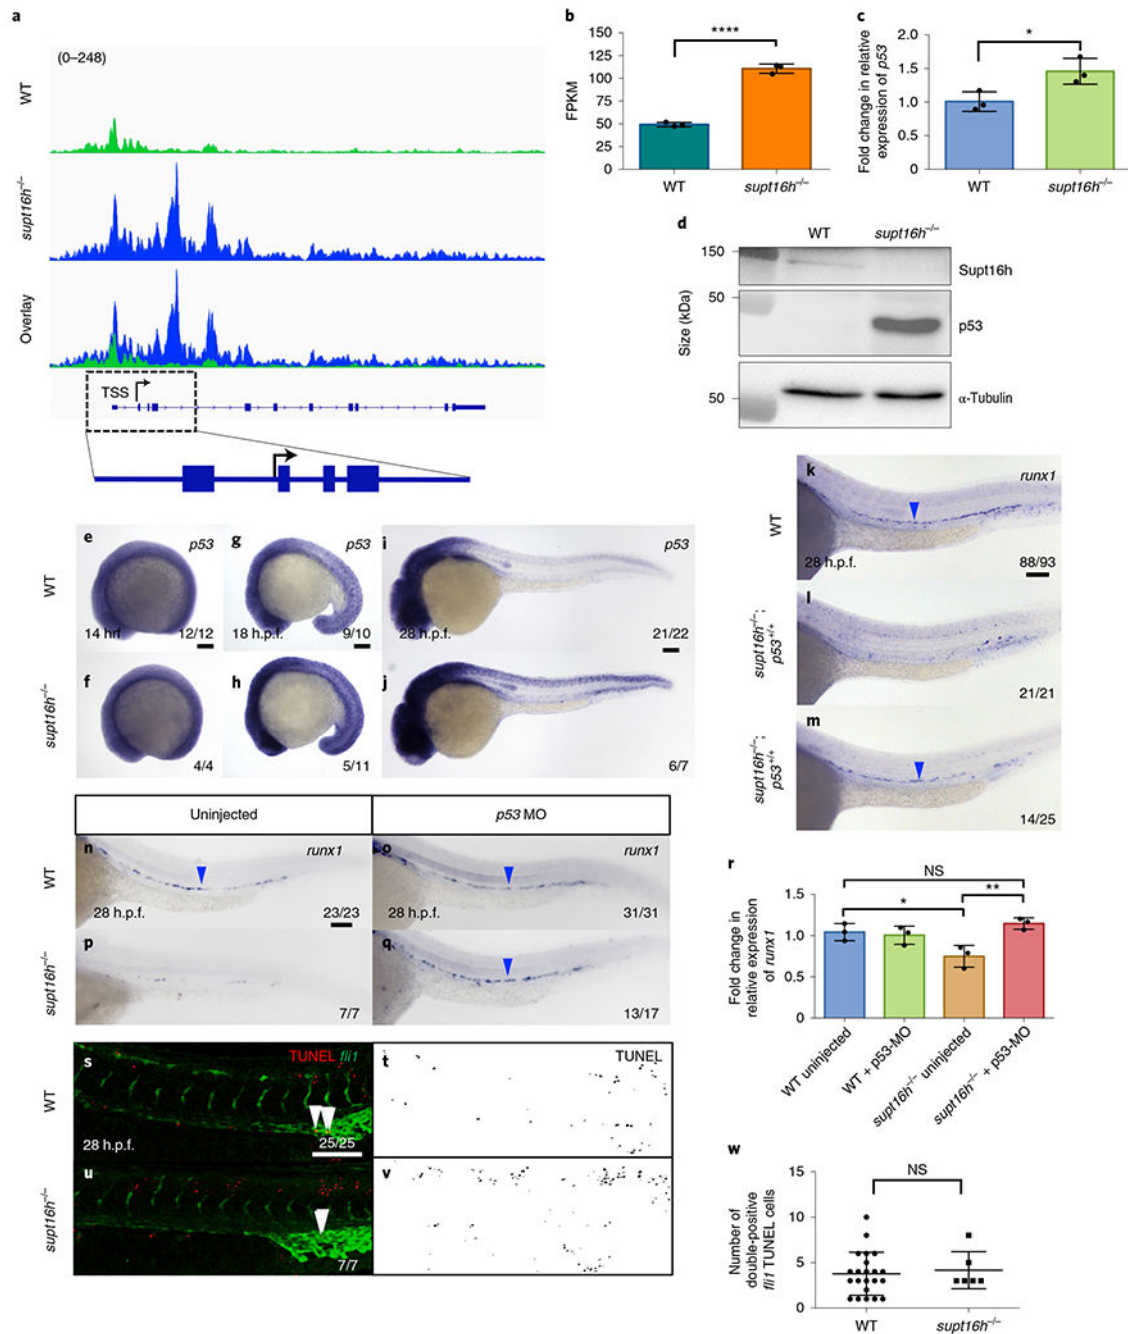 a
(0–248)
WT
supt16h–/–
Overlay
TSS
b
FPKM
150
125
100
75
50
25
0
****
WT
supt16h–/–
c
Fold change in relative
expression of p53
2.0
1.5
1.0
0.5
0
*
WT
supt16h–/–
d
WT
supt16h–/–
Size (kDa)
150
Supt16h
50
p53
50
α-Tubulin
e
p53
WT
14 hrf
12/12
g
p53
18 h.p.f.
9/10
i
p53
28 h.p.f.
21/22
supt16h–/–
f
4/4
h
5/11
j
6/7
k
runx1
WT
28 h.p.f.
88/93
l
supt16h–/–;
p53+/+
21/21
m
supt16h–/–;
p53+/+
14/25
Uninjected
p53 MO
n
runx1
WT
28 h.p.f.
23/23
o
runx1
28 h.p.f.
31/31
p
supt16h–/–
7/7
q
13/17
r
Fold change in
relative expression
of runx1
1.5
1.0
0.5
0
NS
*
**
WT uninjected
WT + p53-MO
supt16h–/– uninjected
supt16h–/– + p53-MO
s
TUNEL fli1
WT
28 h.p.f.
25/25
t
TUNEL
u
supt16h–/–
7/7
v
w
Number of
double-positive
fli1 TUNEL cells
15
10
5
0
NS
WT
supt16h–/–